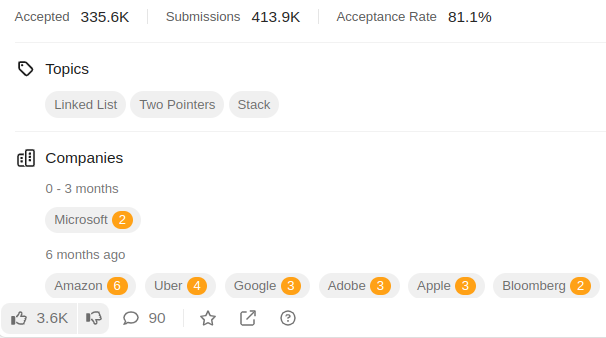 Accepted 335.6K Submissions 413.9K Acceptance Rate 81.1%
Topics
Linked List Two Pointers Stack
Companies
0 - 3 months
Microsoft 2
6 months ago
Amazon 6 Uber 4 Google 3 Adobe 3 Apple 3 Bloomberg 2
3.6K 90